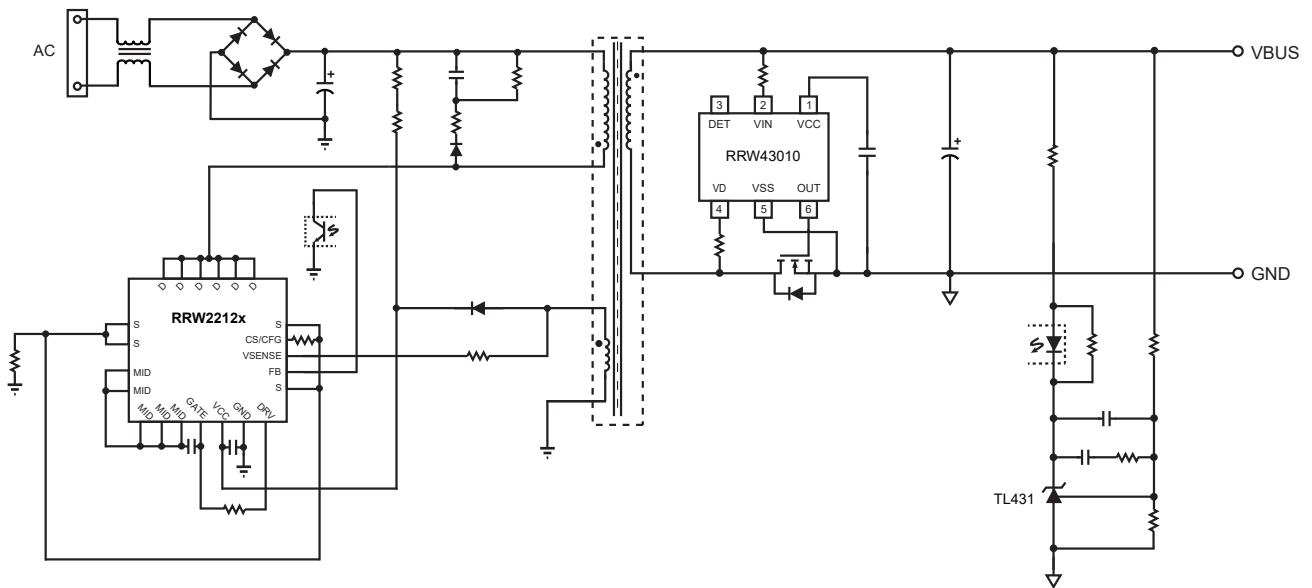 AC
VBUS
3
2
1
DET
VIN
VCC
RRW43010
VD
VSS
OUT
4
5
6
GND
D
D
D
D
D
D
RRW2212x
S
S
MID
MID
S
CS/CFG
VSENSE
FB
S
MID
MID
MID
GATE
VCC
GND
DRV
TL431
+
+